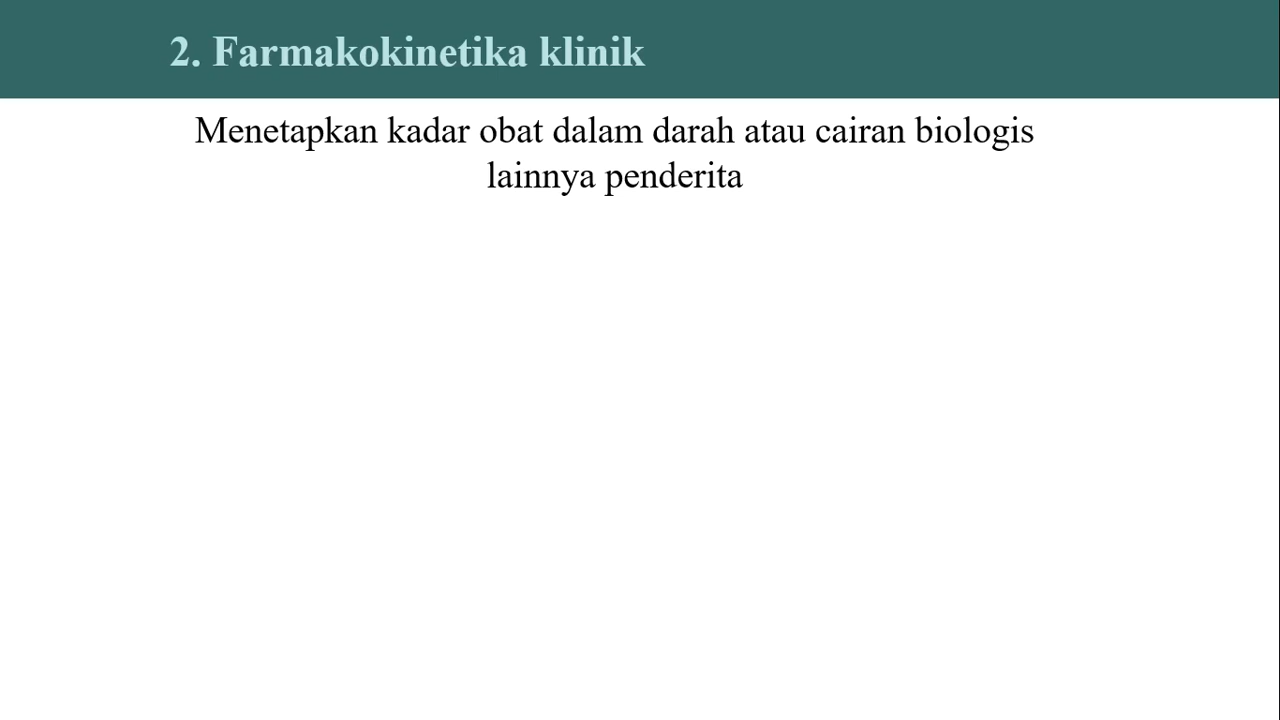 2. Farmakokinetika klinik
Menetapkan kadar obat dalam darah atau cairan biologis
lainnya penderita